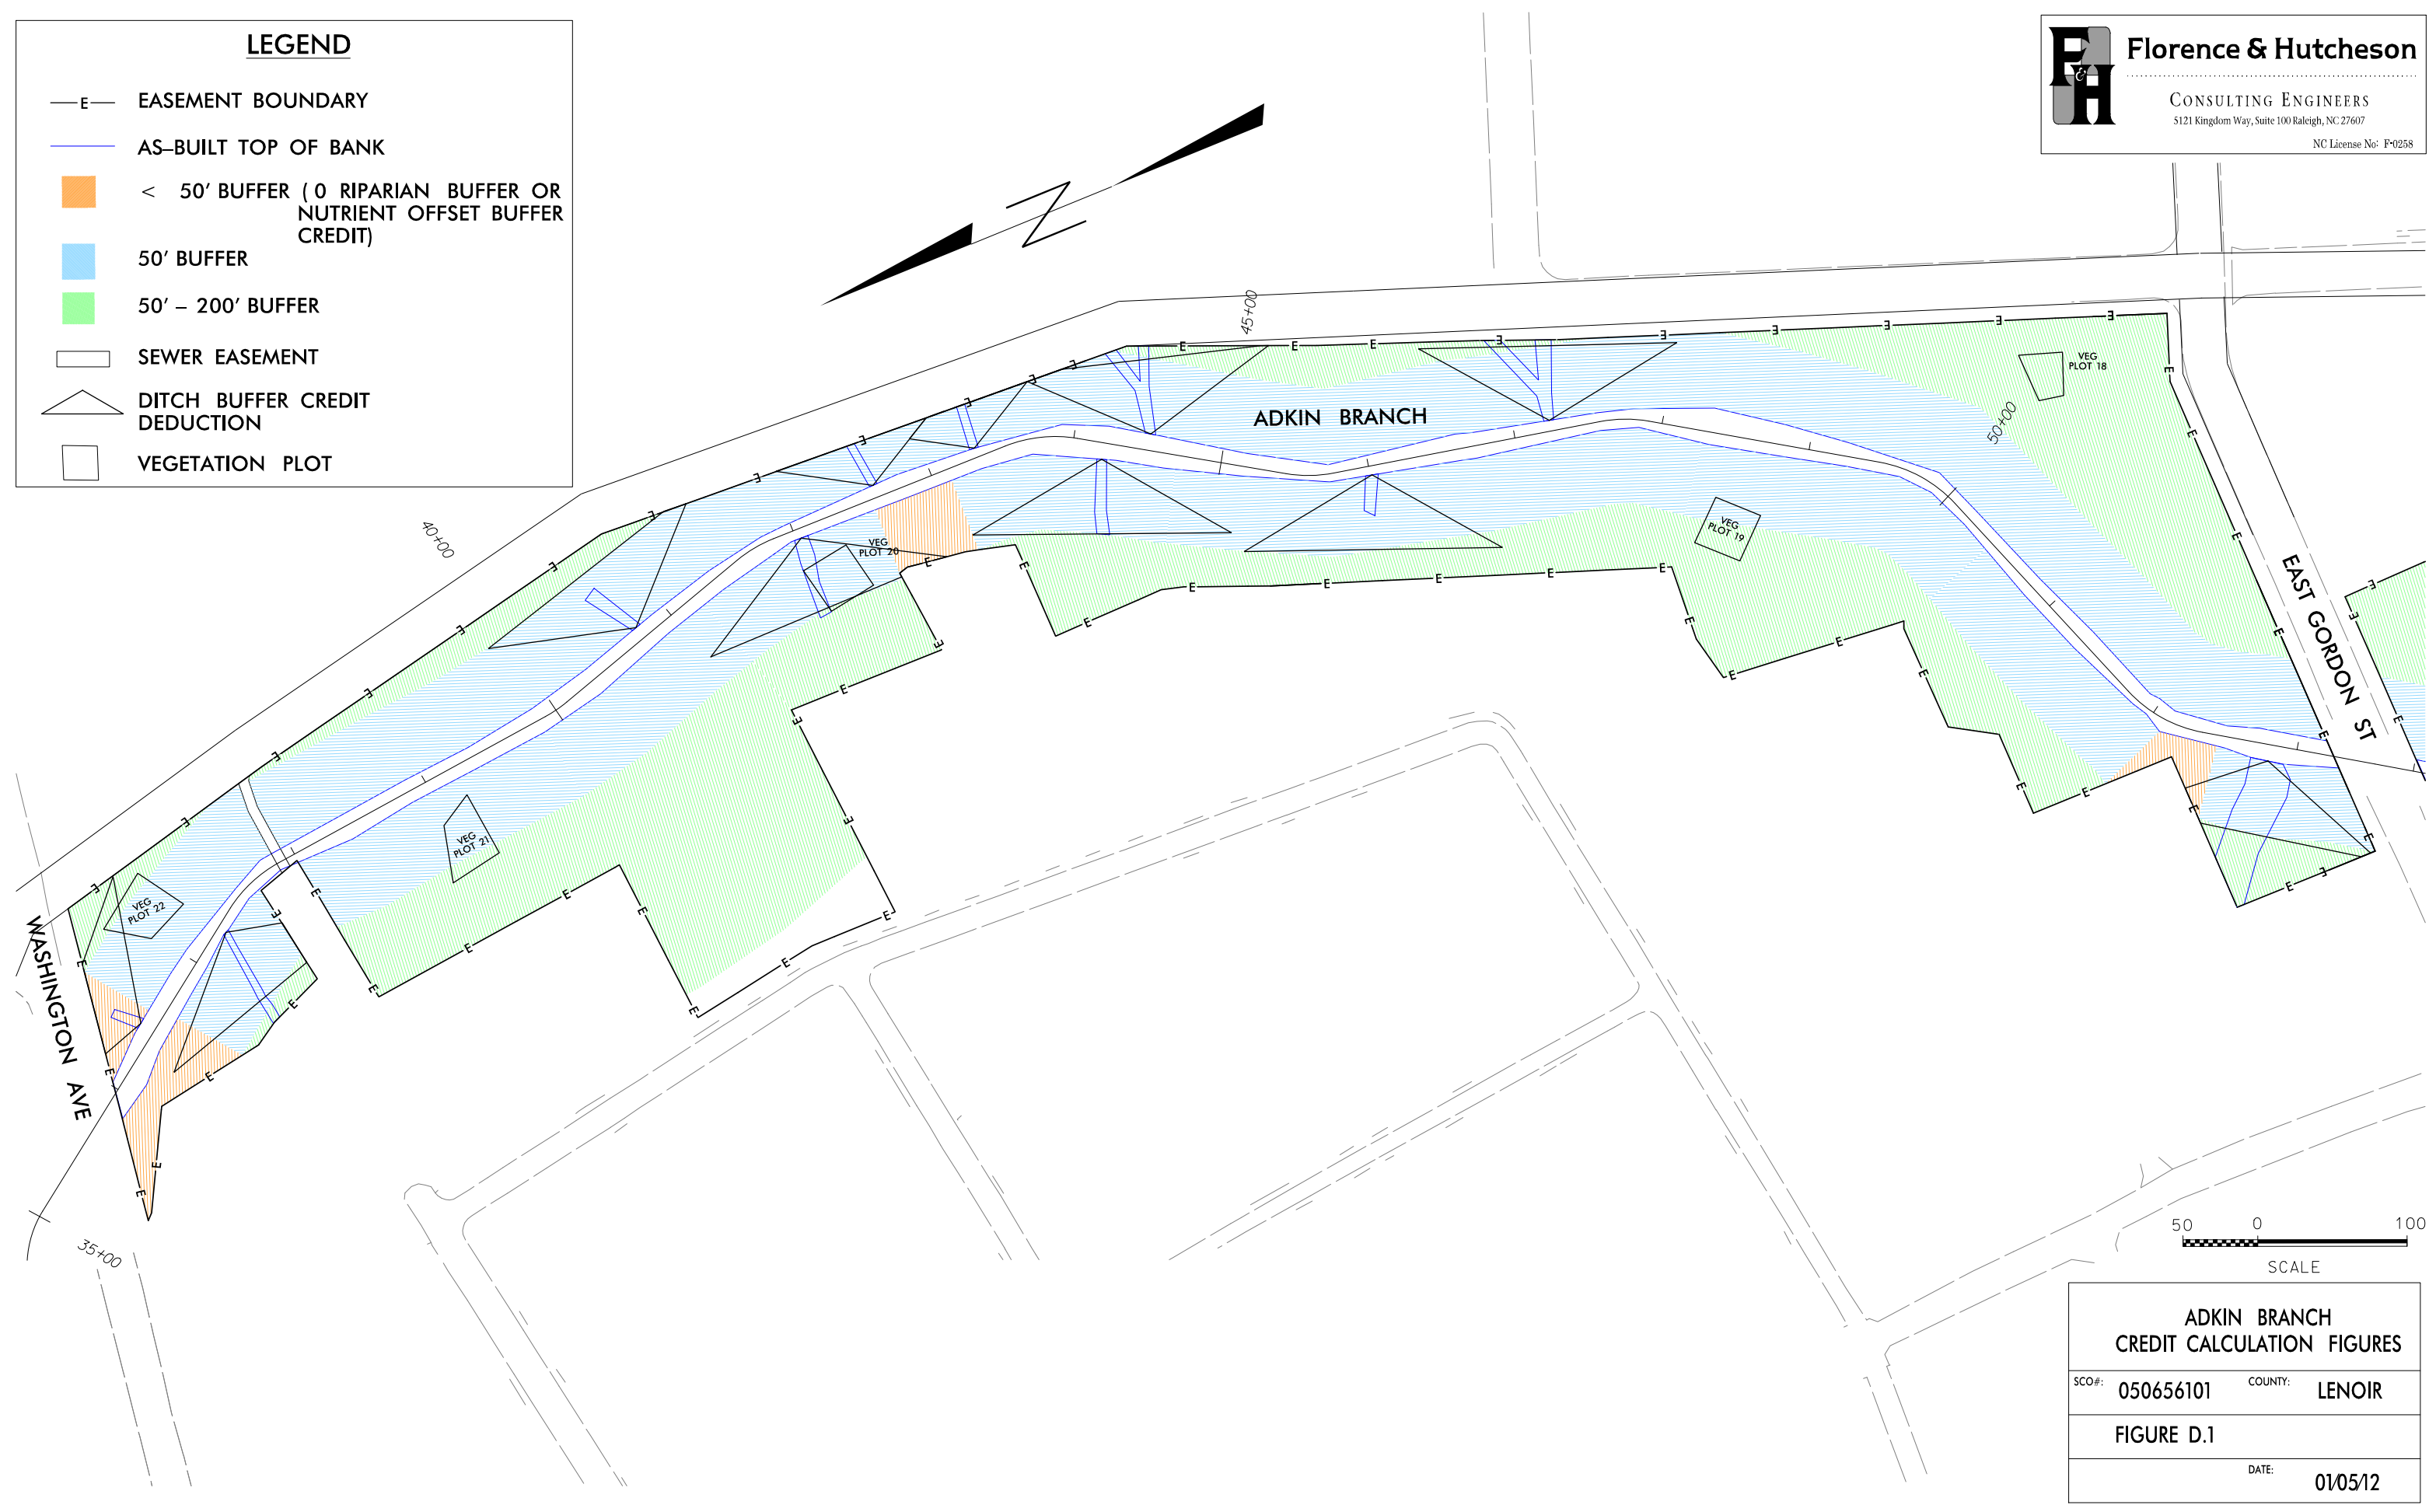 LEGEND
E EASEMENT BOUNDARY
AS-BUILT TOP OF BANK
< 50' BUFFER ( 0 RIPARIAN BUFFER OR
NUTRIENT OFFSET BUFFER
CREDIT)
50' BUFFER
50' – 200' BUFFER
SEWER EASEMENT
DITCH BUFFER CREDIT
DEDUCTION
VEGETATION PLOT
F&H
Florence & Hutcheson
CONSULTING ENGINEERS
5121 Kingdom Way, Suite 100 Raleigh, NC 27607
NC License No: F-0258
N
45+00
VEG
PLOT 18
ADKIN BRANCH
50+00
40+00
VEG
PLOT 19
VEG
PLOT 20
EAST GORDON ST
VEG
PLOT 21
VEG
PLOT 22
WASHINGTON AVE
35+00
50 0 100
SCALE
ADKIN BRANCH
CREDIT CALCULATION FIGURES
SCO#: 050656101 COUNTY: LENOIR
FIGURE D.1
DATE: 01/05/12